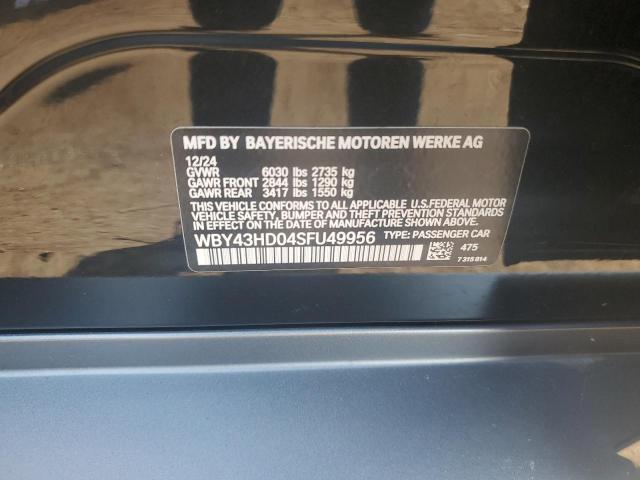 MFD BY BAYERISCHE MOTOREN WERKE AG
12/24
GVWR 6030 lbs 2735 kg
GAWR FRONT 2844 lbs 1290 kg
GAWR REAR 3417 lbs 1550 kg
THIS VEHICLE CONFORMS TO ALL APPLICABLE U.S.FEDERAL MOTOR
VEHICLE SAFETY, BUMPER, AND THEFT PREVENTION STANDARDS IN
EFFECT ON THE DATE OF MANUFACTURE SHOWN ABOVE.
WBY43HD04SFU49956 TYPE: PASSENGER CAR
475
7 315 014